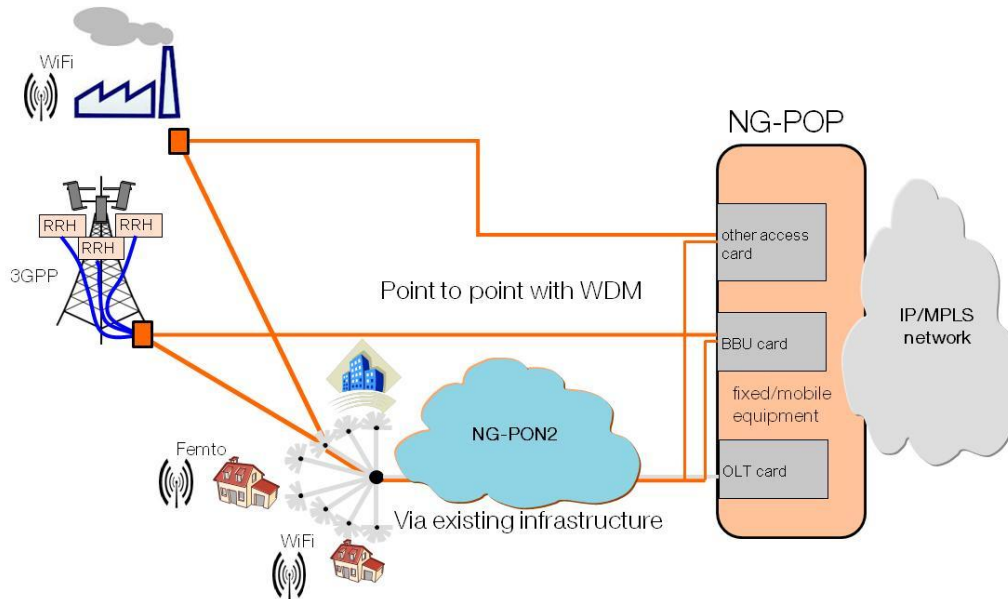 WiFi
NG-POP
RRH
RRH
RRH
other access
card
3GPP
Point to point with WDM
IP/MPLS
network
BBU card
fixed/mobile
equipment
NG-PON2
Femto
OLT card
Via existing infrastructure
WiFi